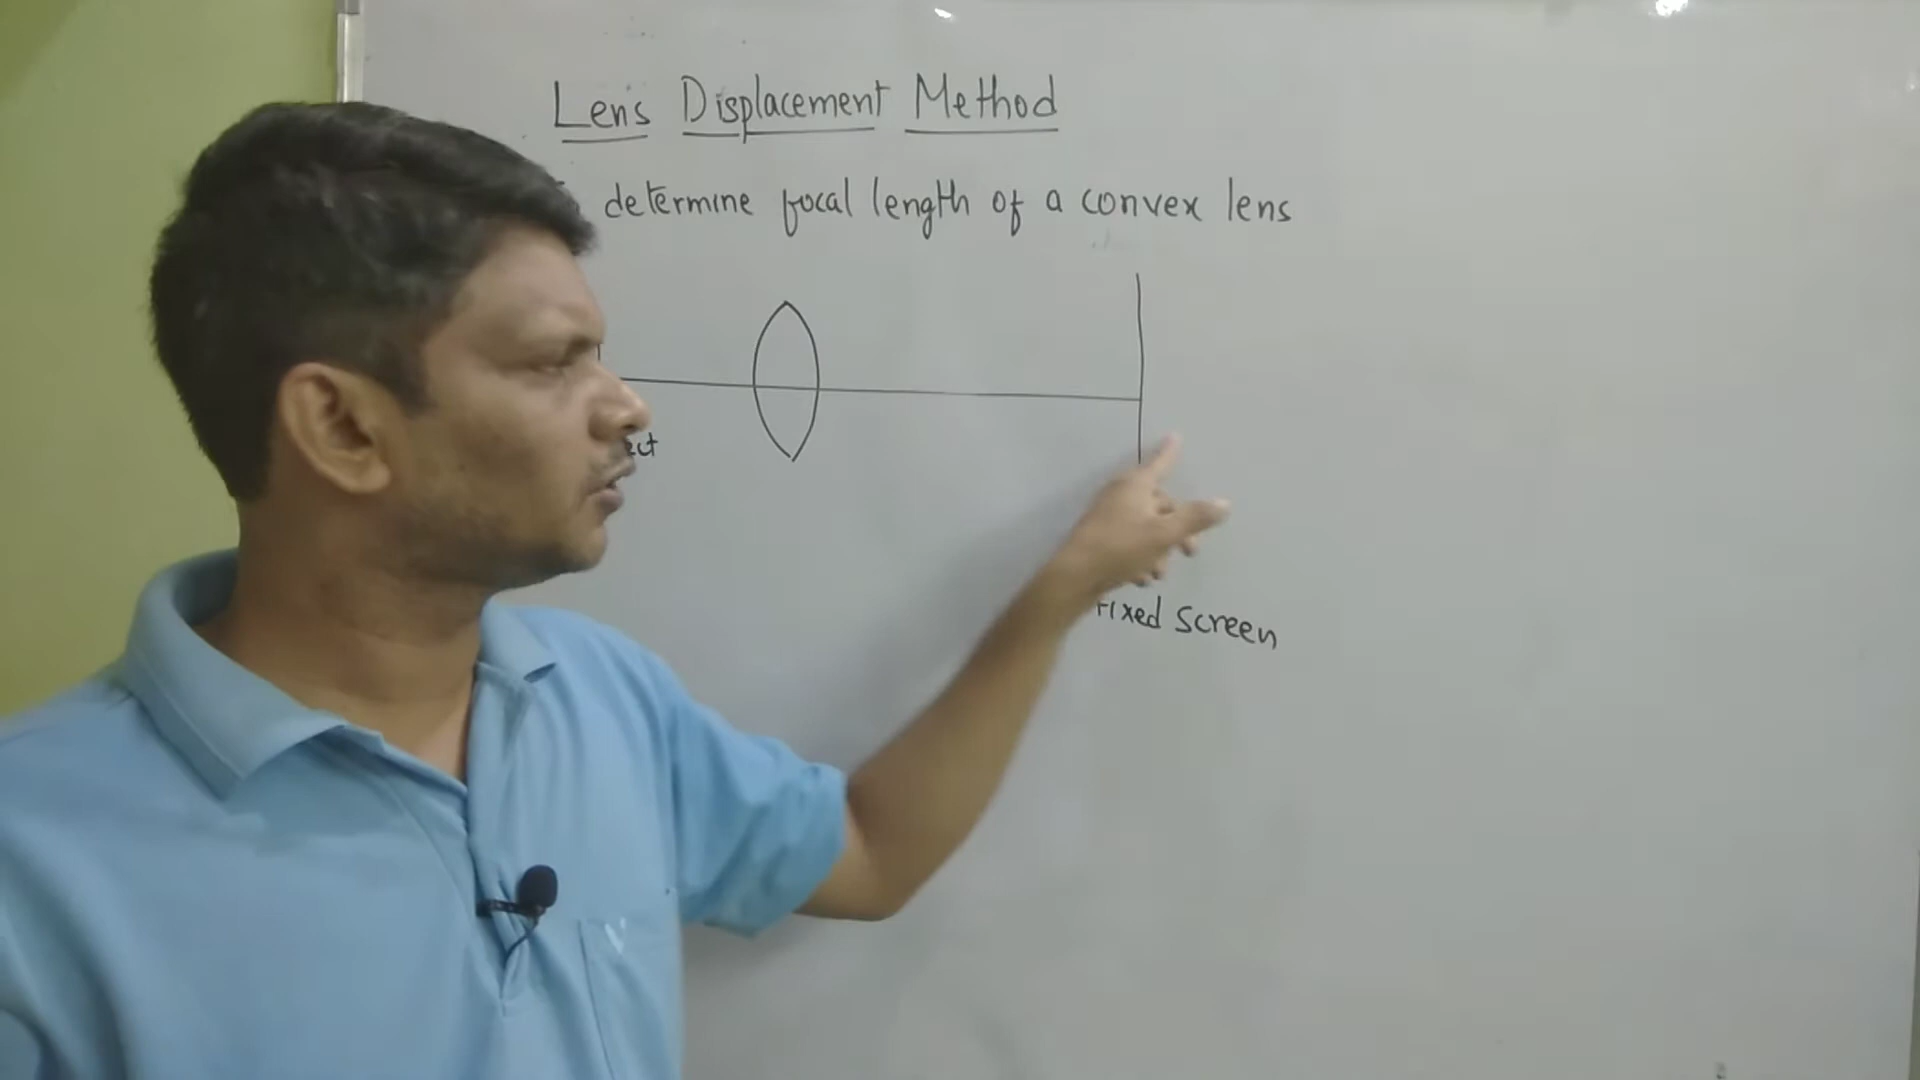 Lens Displacement Method
determine focal length of a convex lens
ect
Fixed screen